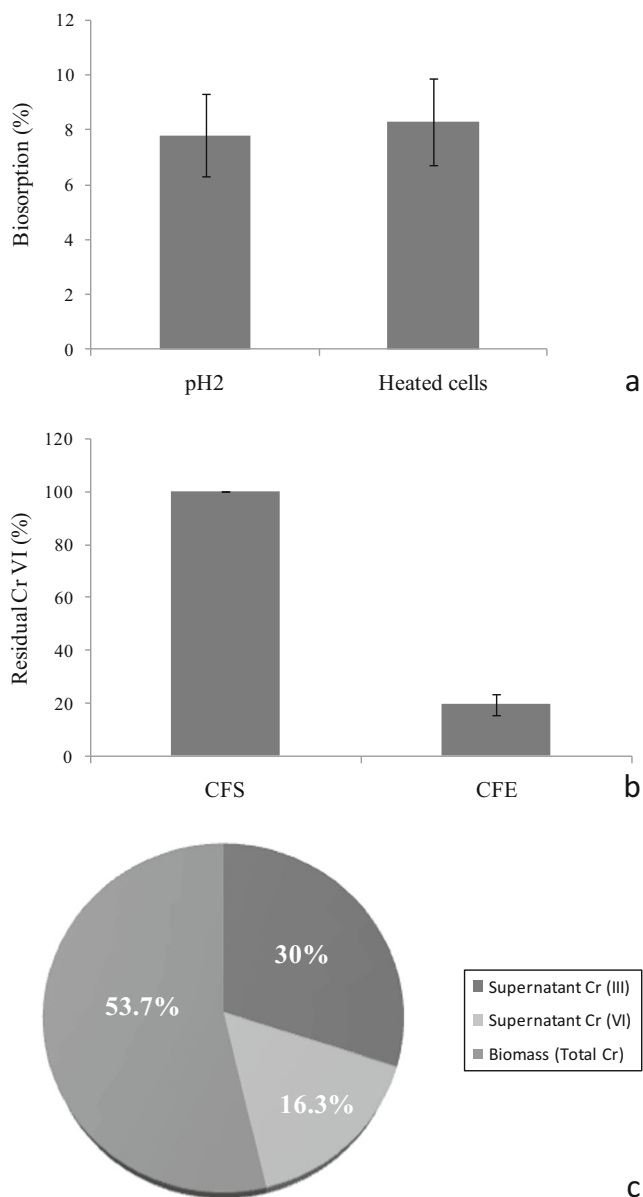 12
10
8
6
4
2
0
Biosorption (%)
pH2 Heated cells
a
120
100
80
60
40
20
0
Residual Cr VI (%)
CFS CFE
b
30%
53.7%
16.3%
Supernatant Cr (III)
Supernatant Cr (VI)
Biomass (Total Cr)
c